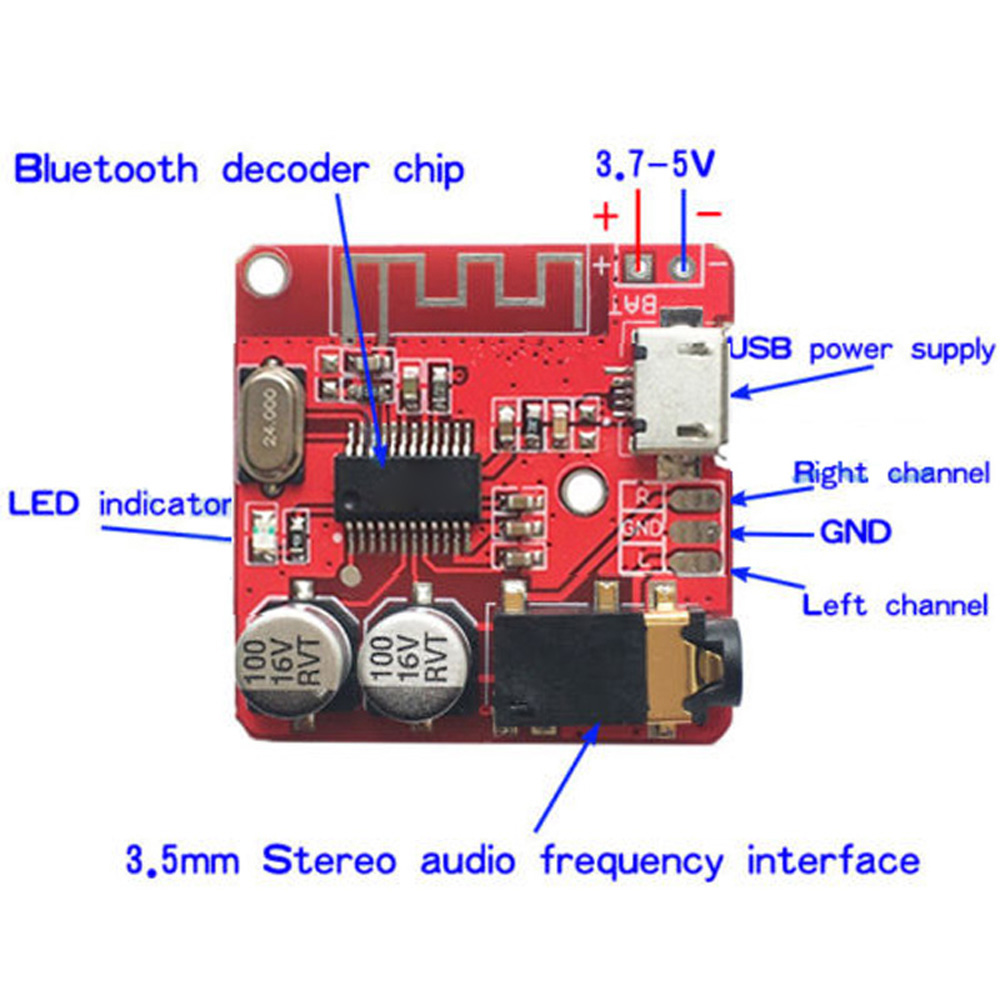 Bluetooth decoder chip
3.7-5V
+ −
+ −
BAT
USB power supply
24.000
Right channel
R
LED indicator
GND
GND
L
Left channel
100
16V
RVT
100
16V
RVT
3.5mm Stereo audio frequency interface